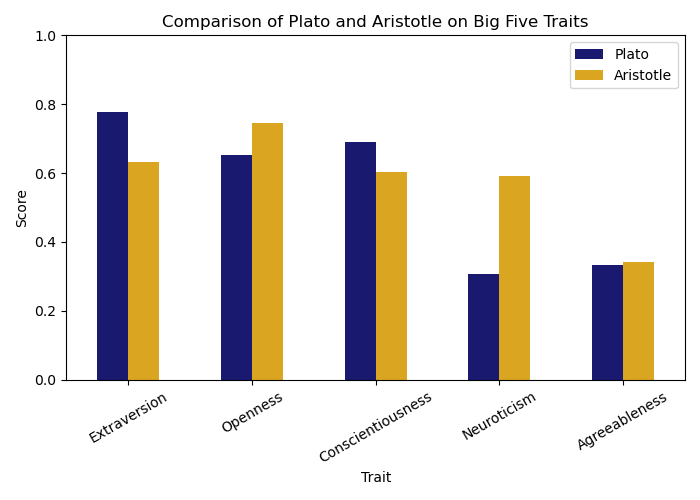 Comparison of Plato and Aristotle on Big Five Traits
1.0
0.8
0.6
0.4
0.2
0.0
Score
Plato
Aristotle
Extraversion
Openness
Conscientiousness
Neuroticism
Agreeableness
Trait